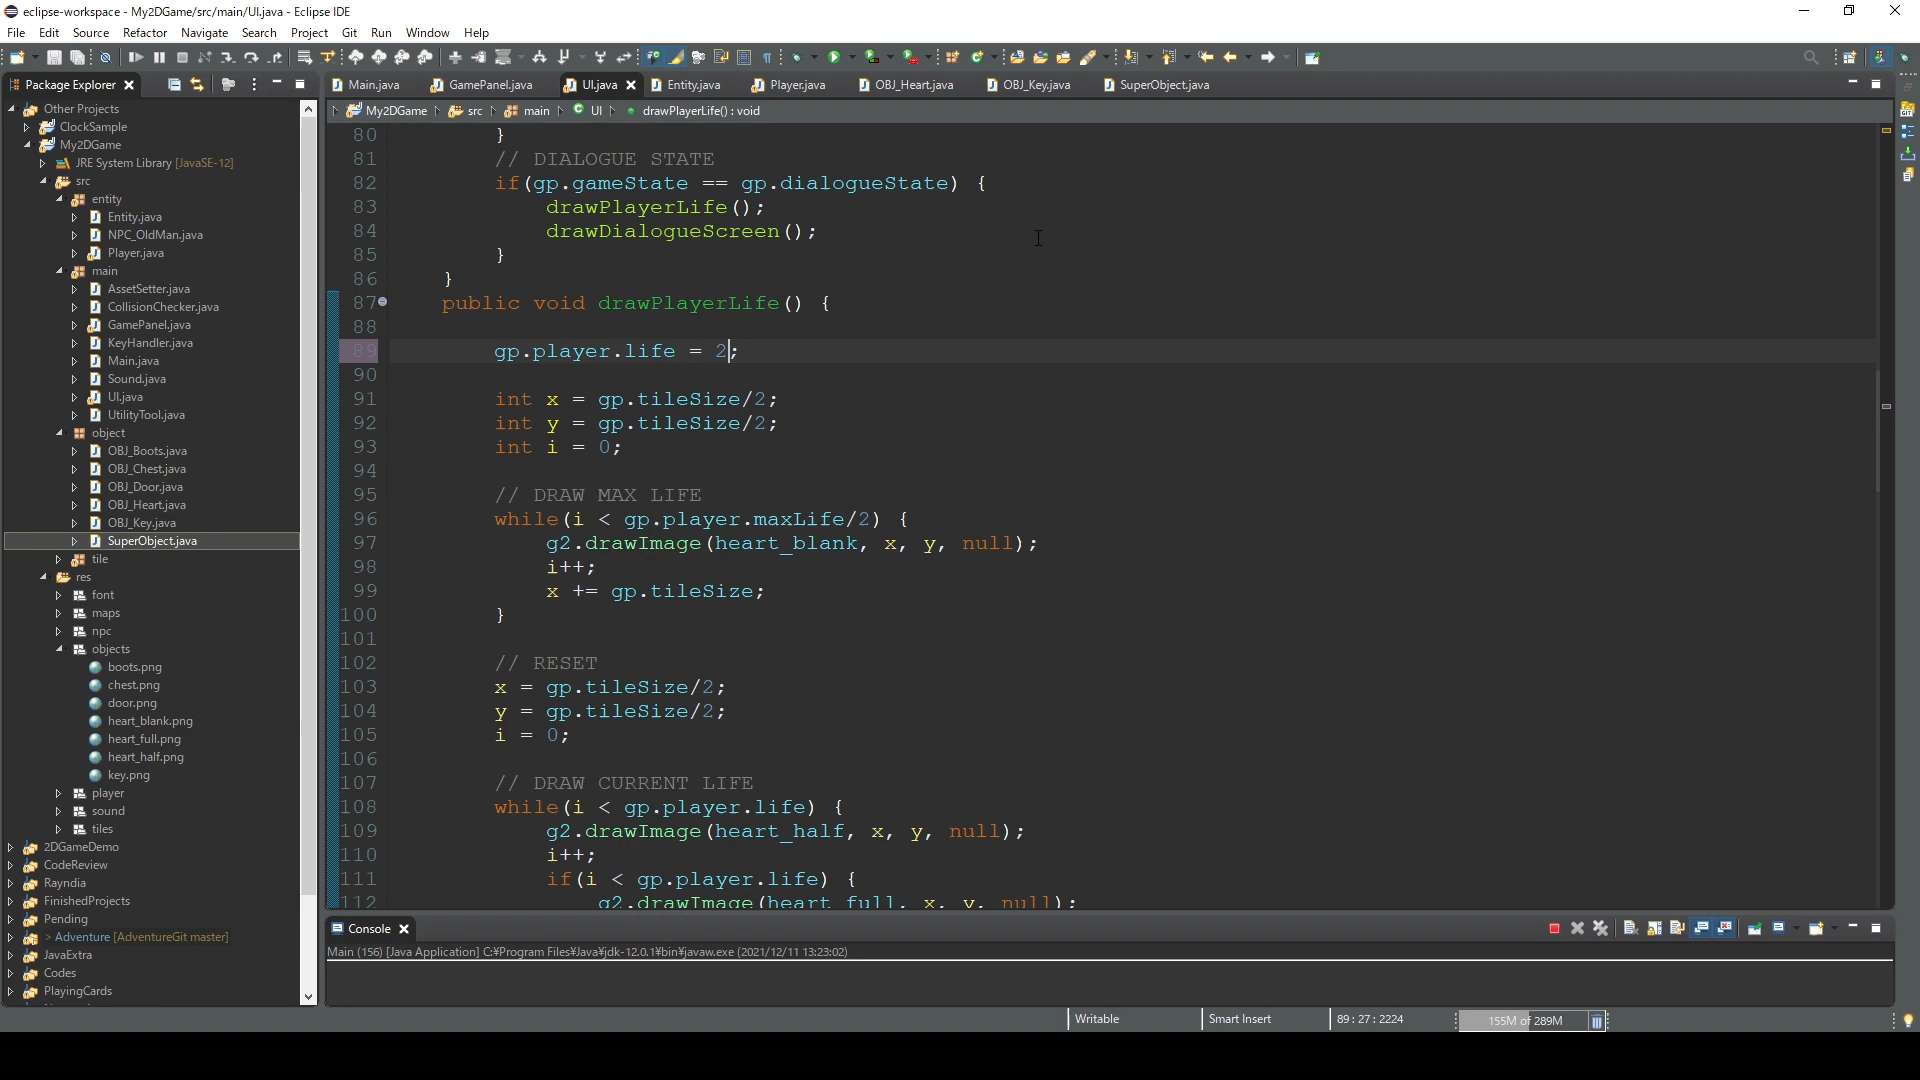 eclipse-workspace - My2DGame/src/main/UI.java - Eclipse IDE
File Edit Source Refactor Navigate Search Project Git Run Window Help
Package Explorer
Main.java GamePanel.java UI.java Entity.java Player.java OBJ_Heart.java OBJ_Key.java SuperObject.java
My2DGame src main UI drawPlayerLife() : void
Other Projects
ClockSample
My2DGame
JRE System Library [JavaSE-12]
src
entity
Entity.java
NPC_OldMan.java
Player.java
main
AssetSetter.java
CollisionChecker.java
GamePanel.java
KeyHandler.java
Main.java
Sound.java
UI.java
UtilityTool.java
object
OBJ_Boots.java
OBJ_Chest.java
OBJ_Door.java
OBJ_Heart.java
OBJ_Key.java
SuperObject.java
tile
res
font
maps
npc
objects
boots.png
chest.png
door.png
heart_blank.png
heart_full.png
heart_half.png
key.png
player
sound
tiles
2DGameDemo
CodeReview
Rayndia
FinishedProjects
Pending
> Adventure [AdventureGit master]
JavaExtra
Codes
PlayingCards
80 }
81 // DIALOGUE STATE
82 if(gp.gameState == gp.dialogueState) {
83 drawPlayerLife();
84 drawDialogueScreen();
85 }
86 }
87 public void drawPlayerLife() {
88
89 gp.player.life = 2;
90
91 int x = gp.tileSize/2;
92 int y = gp.tileSize/2;
93 int i = 0;
94
95 // DRAW MAX LIFE
96 while(i < gp.player.maxLife/2) {
97 g2.drawImage(heart_blank, x, y, null);
98 i++;
99 x += gp.tileSize;
100 }
101
102 // RESET
103 x = gp.tileSize/2;
104 y = gp.tileSize/2;
105 i = 0;
106
107 // DRAW CURRENT LIFE
108 while(i < gp.player.life) {
109 g2.drawImage(heart_half, x, y, null);
110 i++;
111 if(i < gp.player.life) {
112 g2.drawImage(heart_full, x, y, null);
Console
Main (156) [Java Application] C:¥Program Files¥Java¥jdk-12.0.1¥bin¥javaw.exe (2021/12/11 13:23:02)
Writable Smart Insert 89 : 27 : 2224 155M of 289M